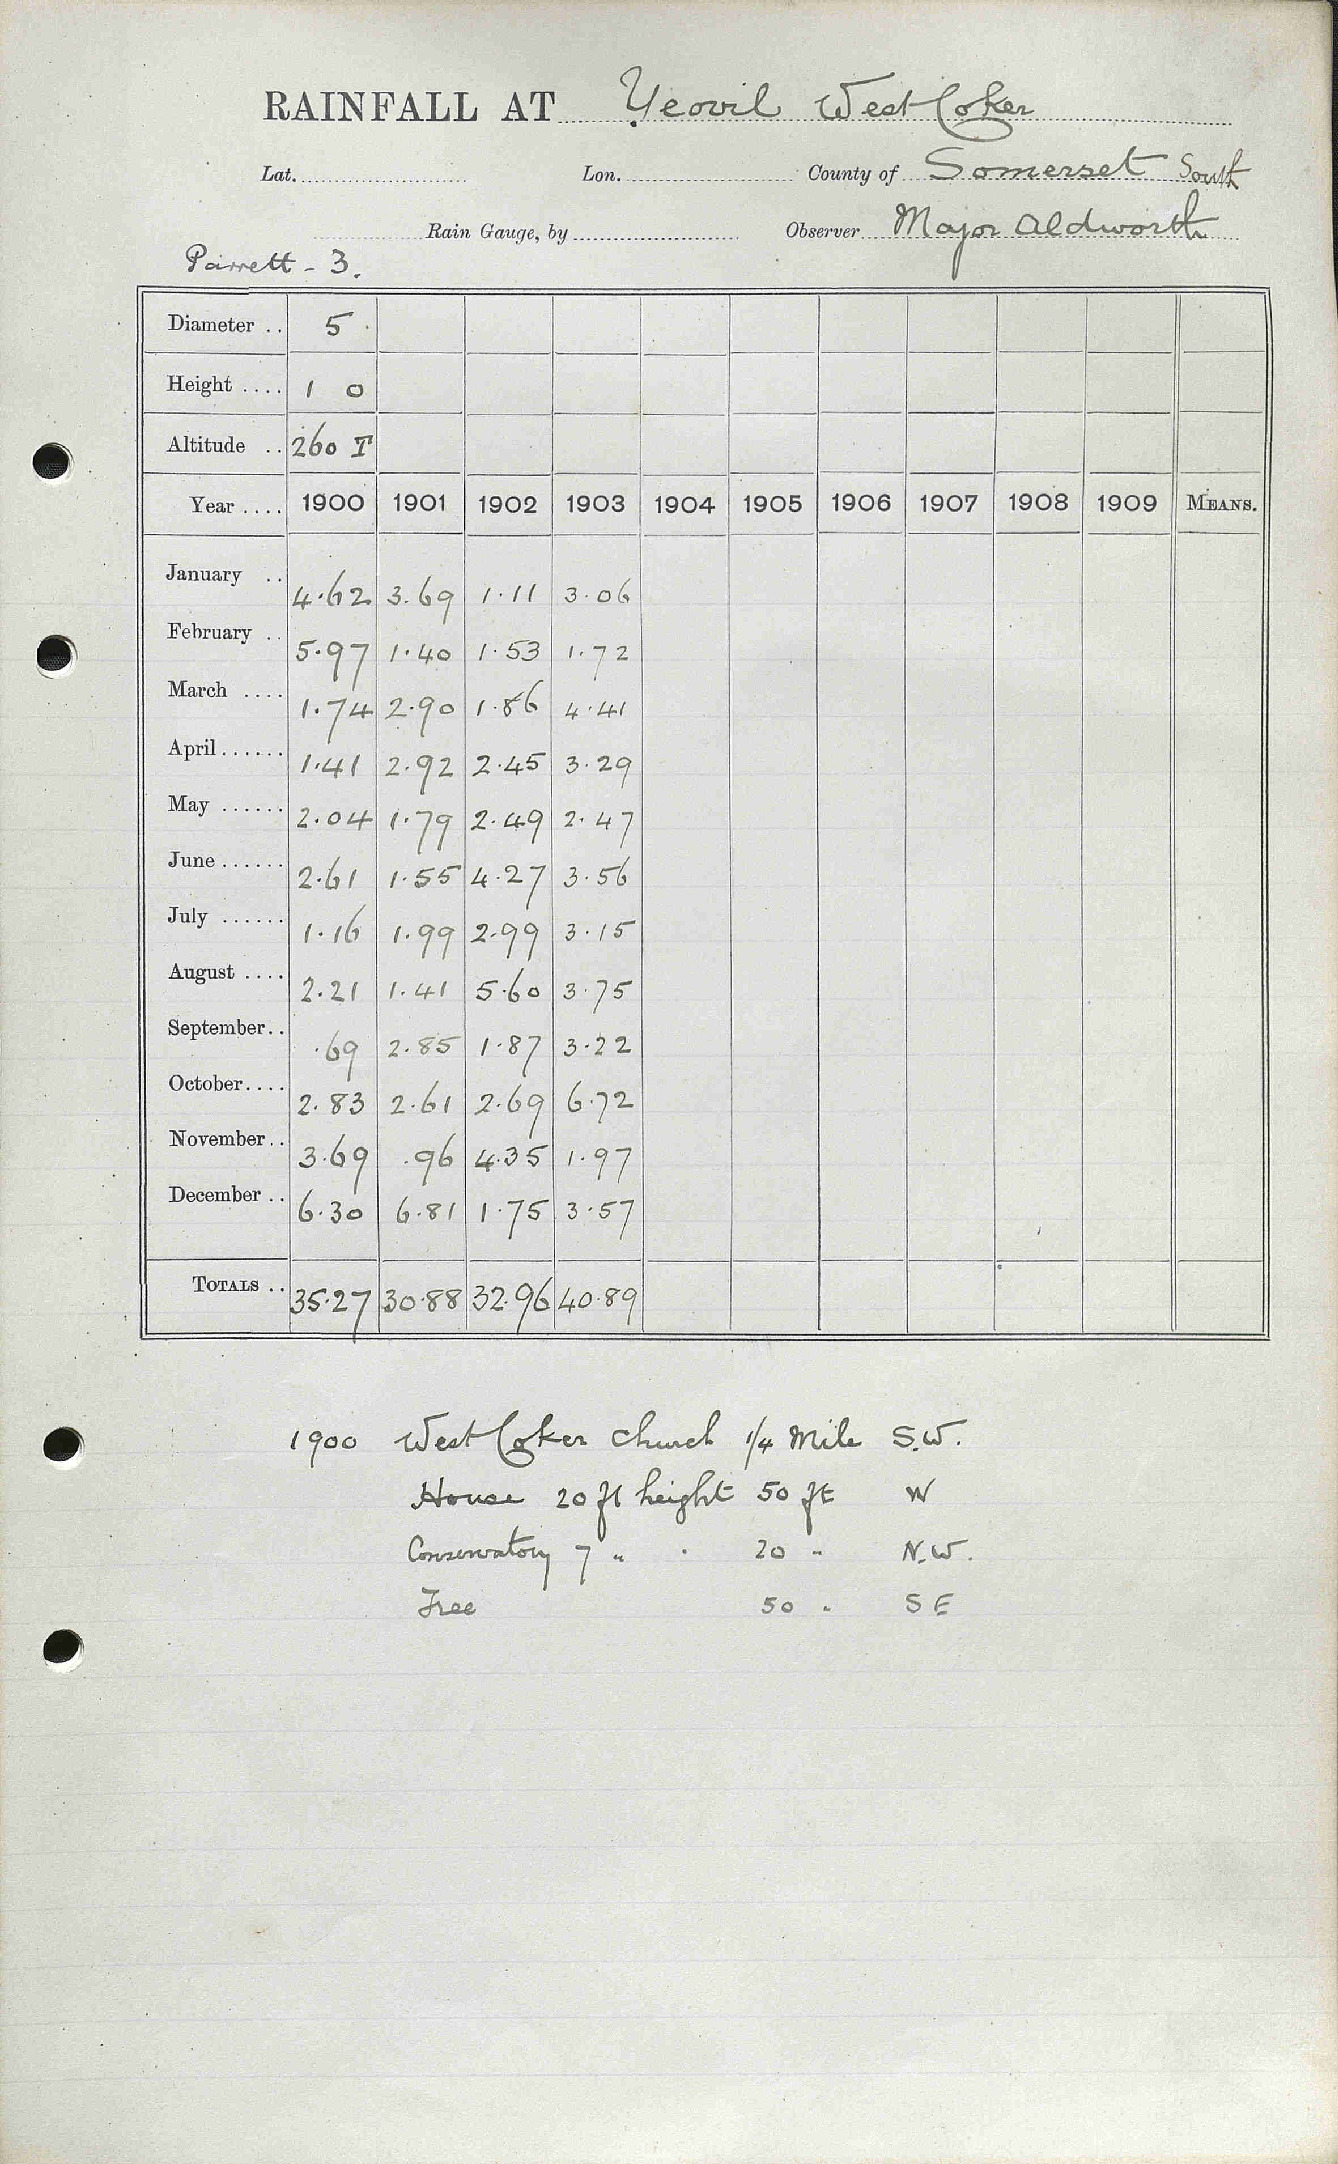 RAINFALL AT Yeovil West Coker
Lat. Lon. County of Somerset South
Rain Gauge, by Observer Major Aldworth
Parrett - 3.
Diameter .. 5
Height .... 1 0
Altitude .. 260 T
Year .... 1900 1901 1902 1903 1904 1905 1906 1907 1908 1909 MEANS.
January .. 4.62 3.69 1.11 3.06
February .. 5.97 1.40 1.53 1.72
March .... 1.74 2.90 1.86 4.41
April...... 1.41 2.92 2.45 3.29
May ...... 2.04 1.79 2.49 2.47
June...... 2.61 1.55 4.27 3.56
July ...... 1.16 1.99 2.99 3.15
August .... 2.21 1.41 5.60 3.75
September.. .69 2.85 1.87 3.22
October.... 2.83 2.61 2.69 6.72
November.. 3.69 .96 4.35 1.97
December .. 6.30 6.81 1.75 3.57
TOTALS .. 35.27 30.88 32.96 40.89
1900 West Coker Church 1/4 Mile S.W.
House 20 ft height 50 ft W
Conservatory 7 " " 20 " N.W.
Tree 50 " S E